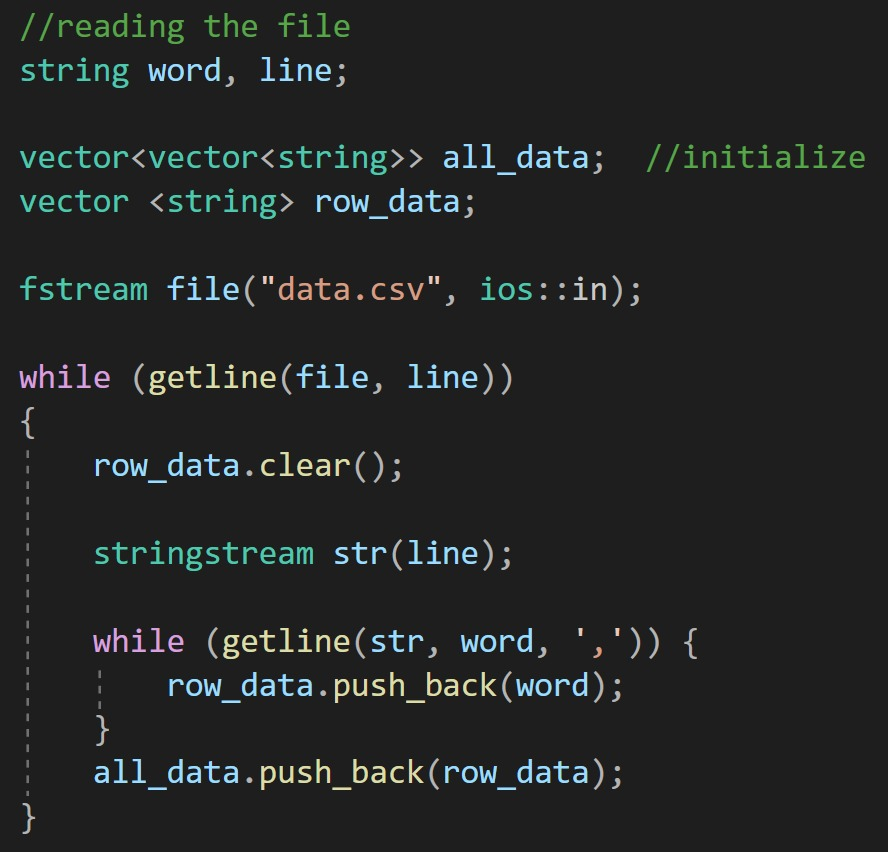 //reading the file
string word, line;
vector<vector<string>> all_data;  //initialize
vector <string> row_data;
fstream file("data.csv", ios::in);
while (getline(file, line))
{
    row_data.clear();
    stringstream str(line);
    while (getline(str, word, ',')) {
        row_data.push_back(word);
    }
    all_data.push_back(row_data);
}